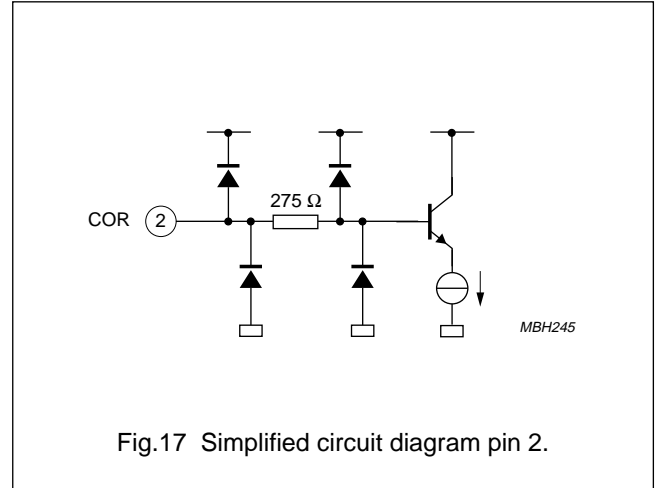 275 Ω
COR 2
MBH245
Fig.17 Simplified circuit diagram pin 2.